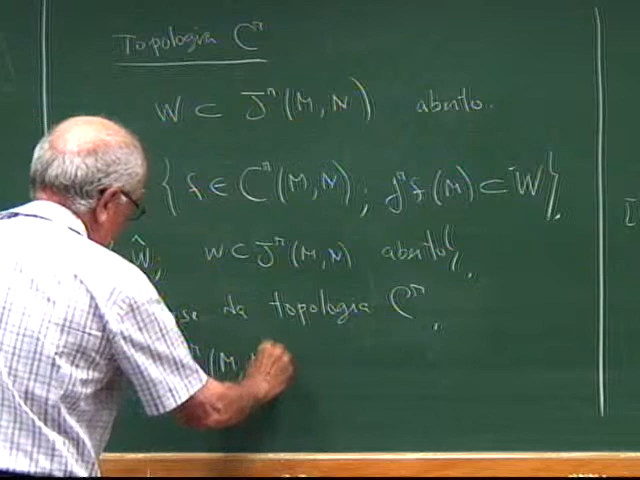 Topologia C^r
W ⊂ J^r(M,N) aberto.
{f ∈ C^r(M,N); j^r f(M) ⊂ W}.
Ŵ; W ⊂ J^r(M,N) aberto},
se da topologia C^r.
^r(M,